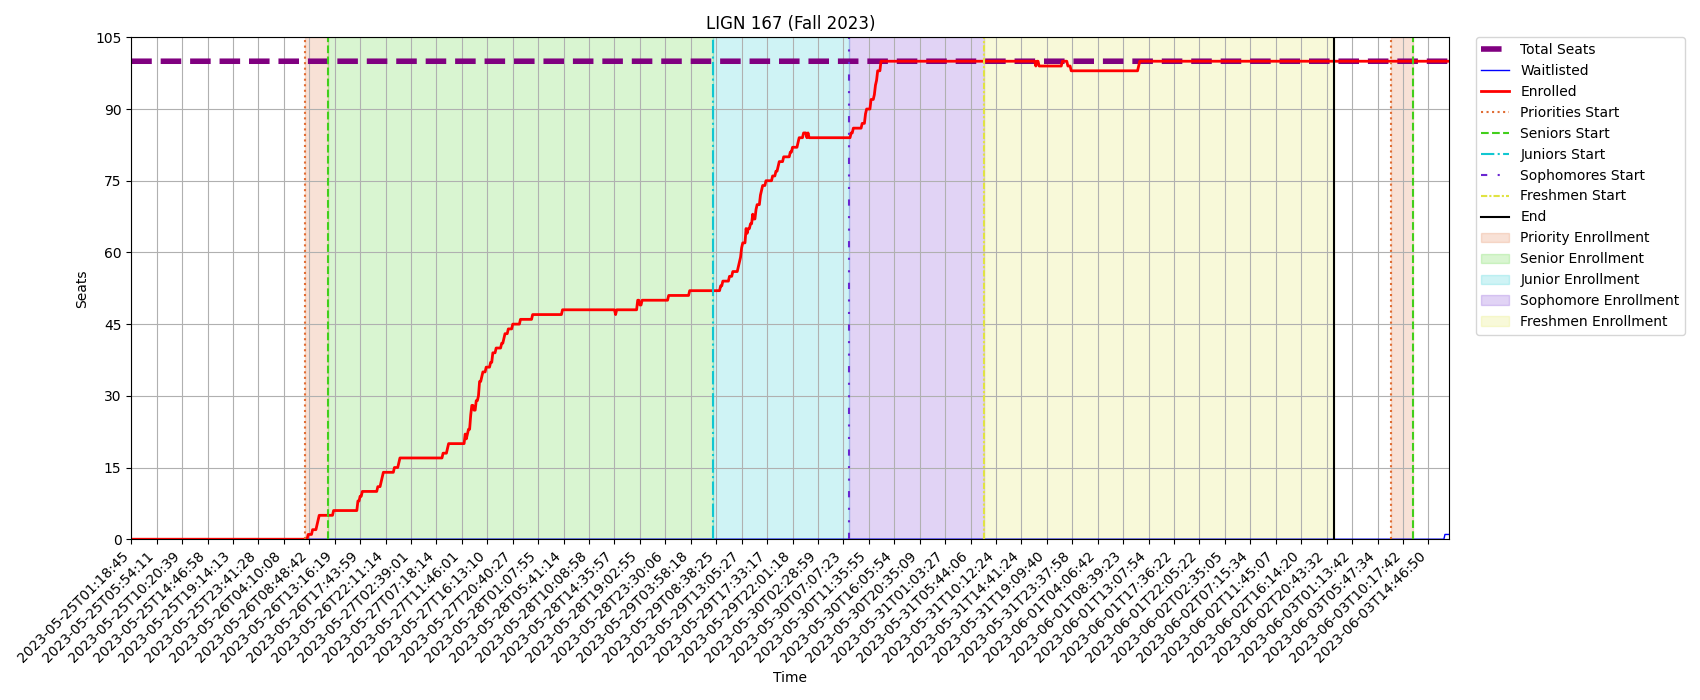 LIGN 167 (Fall 2023)
105
90
75
60
45
30
15
0
Seats
2023-05-25T01:18:45
2023-05-25T05:54:11
2023-05-25T10:20:39
2023-05-25T14:46:58
2023-05-25T19:14:13
2023-05-25T23:41:28
2023-05-26T04:10:08
2023-05-26T08:48:42
2023-05-26T13:16:19
2023-05-26T17:43:59
2023-05-26T22:11:14
2023-05-27T02:39:01
2023-05-27T07:18:14
2023-05-27T11:46:01
2023-05-27T16:13:10
2023-05-27T20:40:27
2023-05-28T01:07:55
2023-05-28T05:41:14
2023-05-28T10:08:58
2023-05-28T14:35:57
2023-05-28T19:02:55
2023-05-28T23:30:06
2023-05-29T03:58:18
2023-05-29T08:38:25
2023-05-29T13:05:27
2023-05-29T17:33:17
2023-05-29T22:01:18
2023-05-30T02:28:59
2023-05-30T07:07:23
2023-05-30T11:35:55
2023-05-30T16:05:54
2023-05-30T20:35:09
2023-05-31T01:03:27
2023-05-31T05:44:06
2023-05-31T10:12:24
2023-05-31T14:41:24
2023-05-31T19:09:40
2023-05-31T23:37:58
2023-06-01T04:06:42
2023-06-01T08:39:23
2023-06-01T13:07:54
2023-06-01T17:36:22
2023-06-01T22:05:22
2023-06-02T02:35:05
2023-06-02T07:15:34
2023-06-02T11:45:07
2023-06-02T16:14:20
2023-06-02T20:43:32
2023-06-03T01:13:42
2023-06-03T05:47:34
2023-06-03T10:17:42
2023-06-03T14:46:50
Time
Total Seats
Waitlisted
Enrolled
Priorities Start
Seniors Start
Juniors Start
Sophomores Start
Freshmen Start
End
Priority Enrollment
Senior Enrollment
Junior Enrollment
Sophomore Enrollment
Freshmen Enrollment